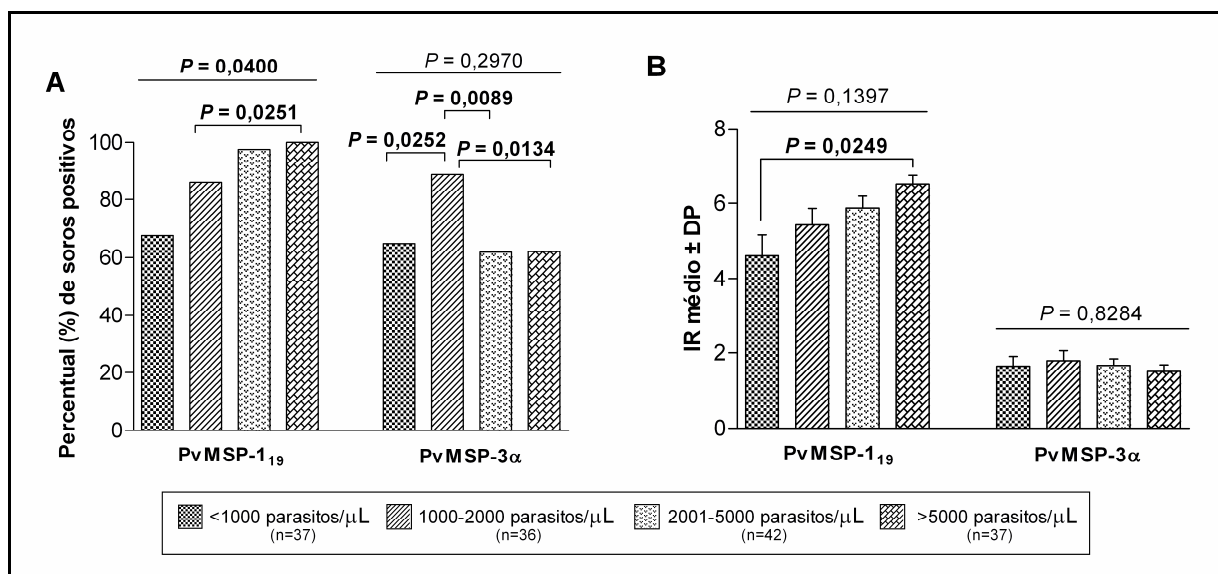 A
P = 0,0400
P = 0,2970
P = 0,0251
P = 0,0089
P = 0,0252
P = 0,0134
Percentual (%) de soros positivos
100
80
60
40
20
0
PvMSP-1₁₉
PvMSP-3α
B
P = 0,1397
P = 0,0249
P = 0,8284
IR médio ± DP
8
6
4
2
0
PvMSP-1₁₉
PvMSP-3α
<1000 parasitos/µL
(n=37)
1000-2000 parasitos/µL
(n=36)
2001-5000 parasitos/µL
(n=42)
>5000 parasitos/µL
(n=37)